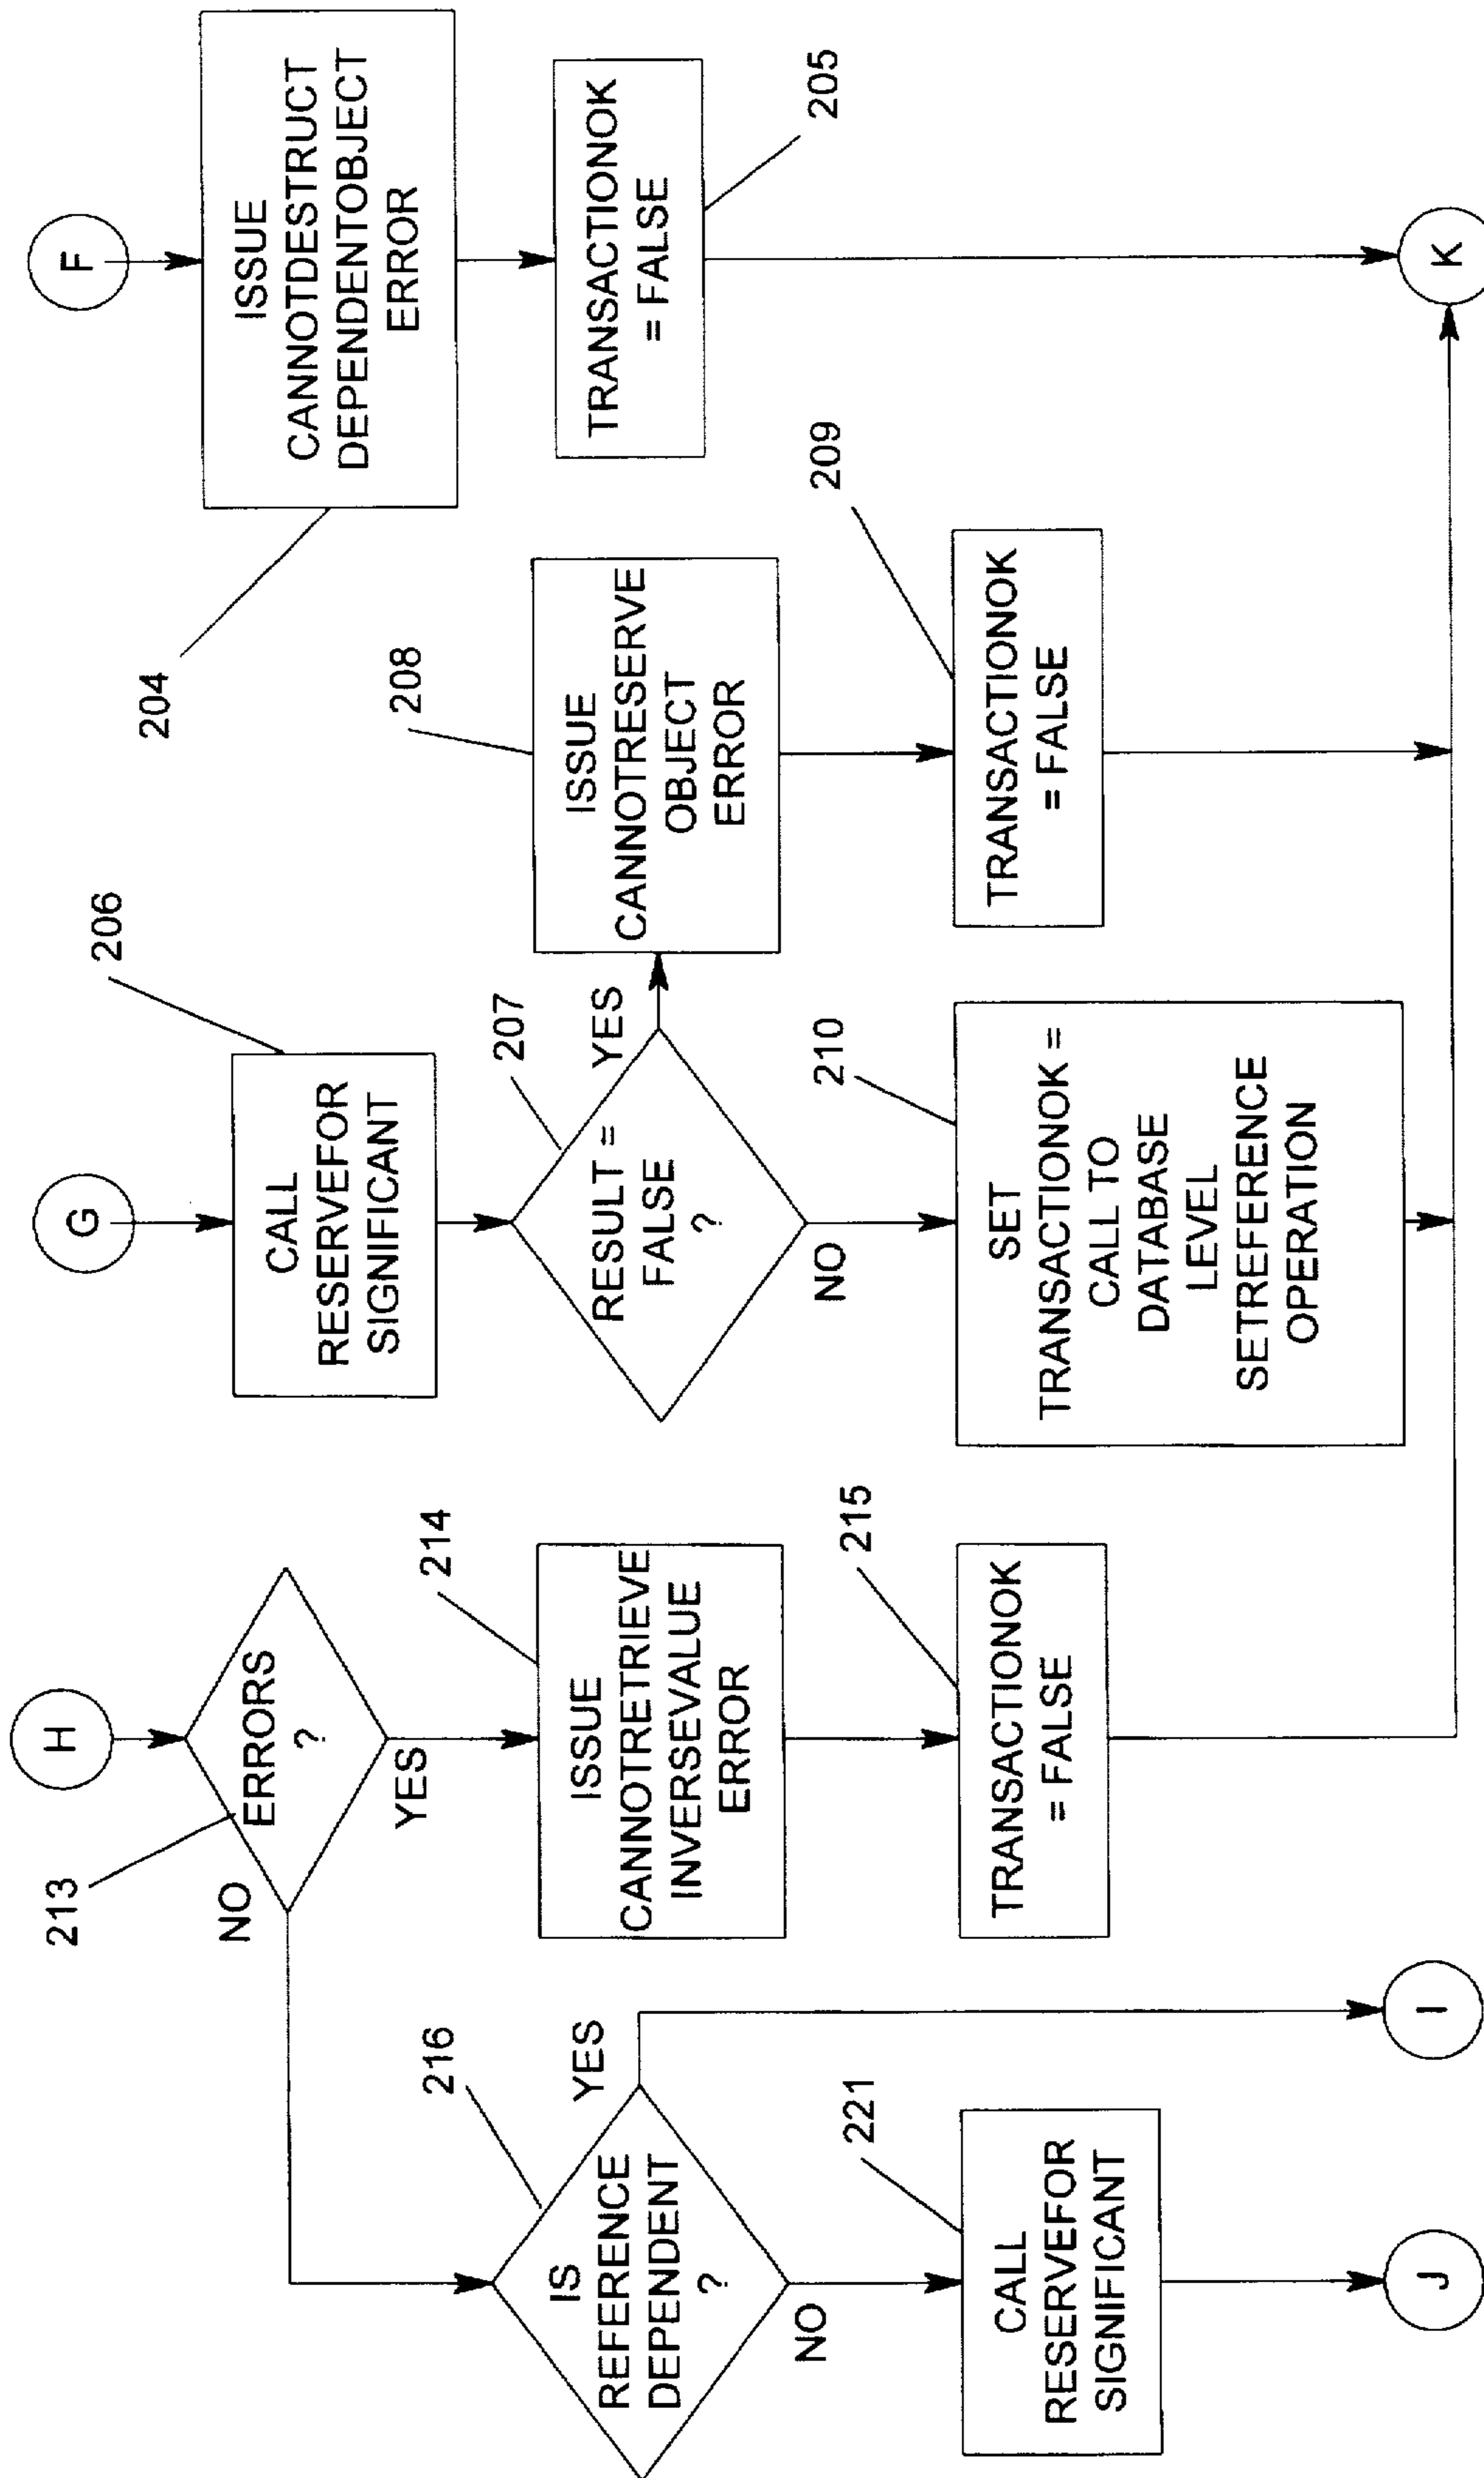 H
213
ERRORS
?
NO
YES
214
ISSUE
CANNOTRETRIEVE
INVERSEVALUE
ERROR
215
TRANSACTIONOK
= FALSE
216
IS
REFERENCE
DEPENDENT
?
YES
NO
221
CALL
RESERVEFOR
SIGNIFICANT
J
I
G
206
CALL
RESERVEFOR
SIGNIFICANT
207
RESULT =
FALSE
?
YES
NO
208
ISSUE
CANNOTRESERVE
OBJECT
ERROR
209
TRANSACTIONOK
= FALSE
210
SET
TRANSACTIONOK =
CALL TO
DATABASE
LEVEL
SETREFERENCE
OPERATION
F
204
ISSUE
CANNOTDESTRUCT
DEPENDENTOBJECT
ERROR
205
TRANSACTIONOK
= FALSE
K